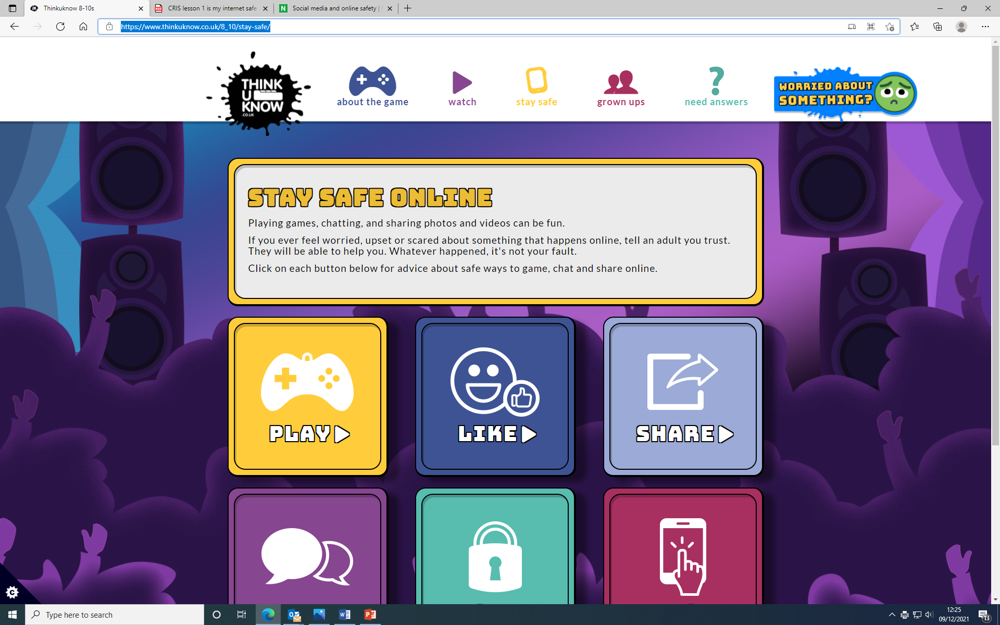 Thinkuknow 8-10s
CRIS lesson 1 is my internet safe
Social media and online safety |
https://www.thinkuknow.co.uk/8_10/stay-safe/
THINK
U
KNOW
.CO.UK
about the game
watch
stay safe
grown ups
need answers
WORRIED ABOUT
SOMETHING?
STAY SAFE ONLINE
Playing games, chatting, and sharing photos and videos can be fun.
If you ever feel worried, upset or scared about something that happens online, tell an adult you trust.
They will be able to help you. Whatever happened, it's not your fault.
Click on each button below for advice about safe ways to game, chat and share online.
PLAY
LIKE
SHARE
Type here to search
12:25
09/12/2021
13